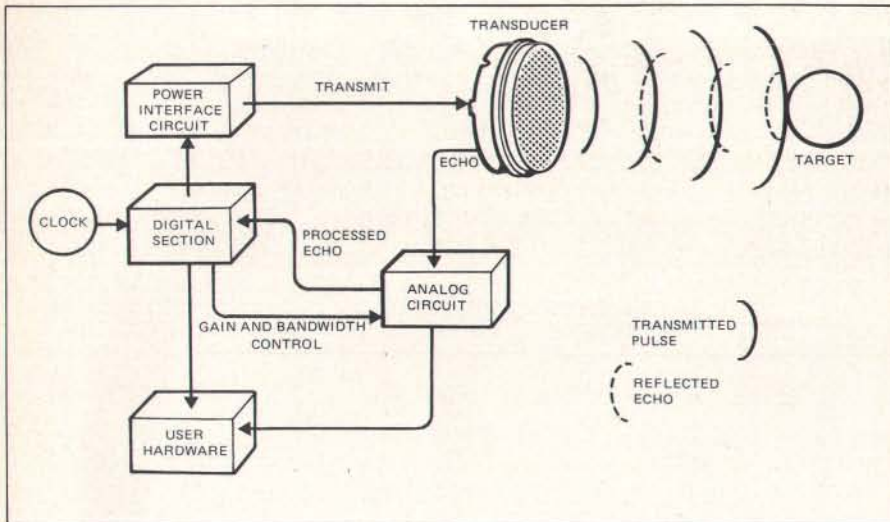 TRANSDUCER
POWER
INTERFACE
CIRCUIT
TRANSMIT
TARGET
ECHO
CLOCK
DIGITAL
SECTION
PROCESSED
ECHO
ANALOG
CIRCUIT
GAIN AND BANDWIDTH
CONTROL
TRANSMITTED
PULSE
REFLECTED
ECHO
USER
HARDWARE